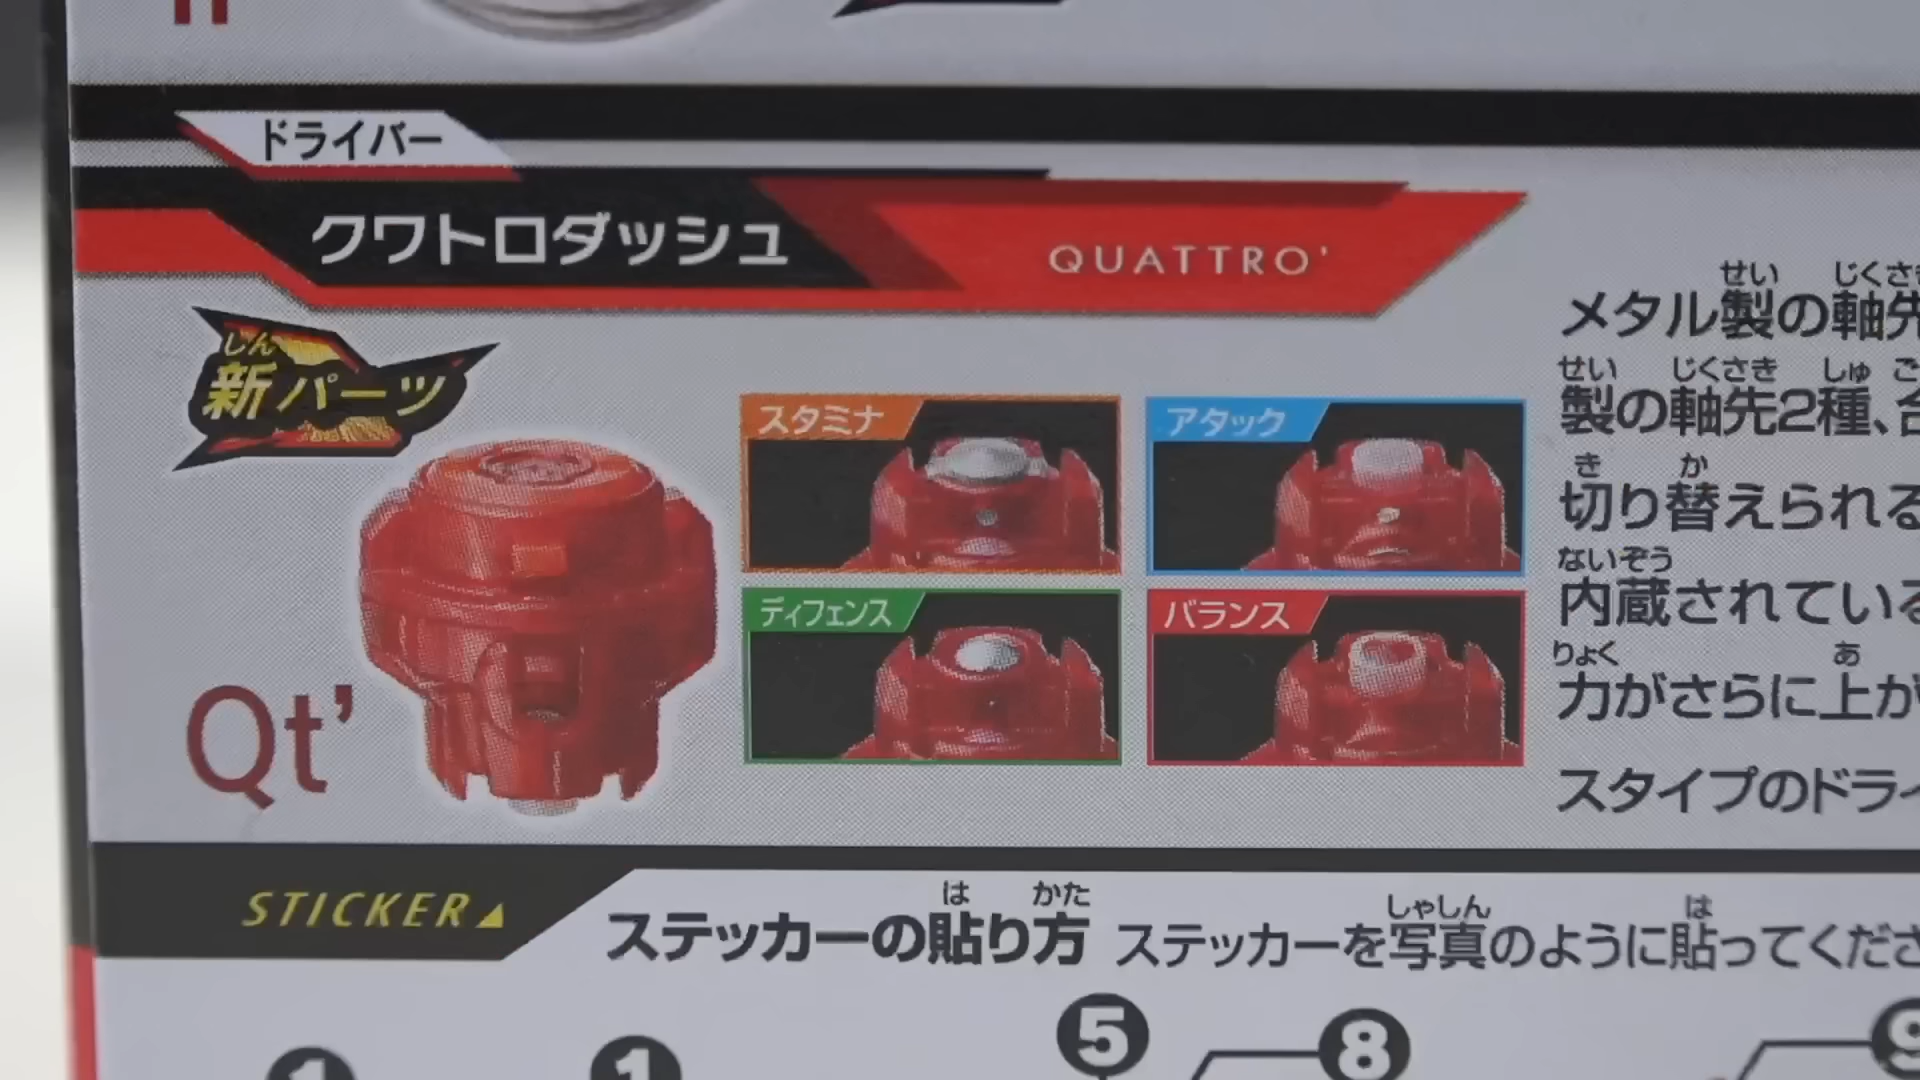 ドライバー
クワトロダッシュ
QUATTRO'
しん
新パーツ
Qt'
スタミナ
アタック
ディフェンス
バランス
せい じくさき
メタル製の軸先
せい じくさき しゅ ご
製の軸先2種、合
き か
切り替えられる
ないぞう
内蔵されている
りょく あ
力がさらに上が
スタイプのドライ
STICKER
は かた
ステッカーの貼り方
しゃしん は
ステッカーを写真のように貼ってくださ
5
8
9
1
1